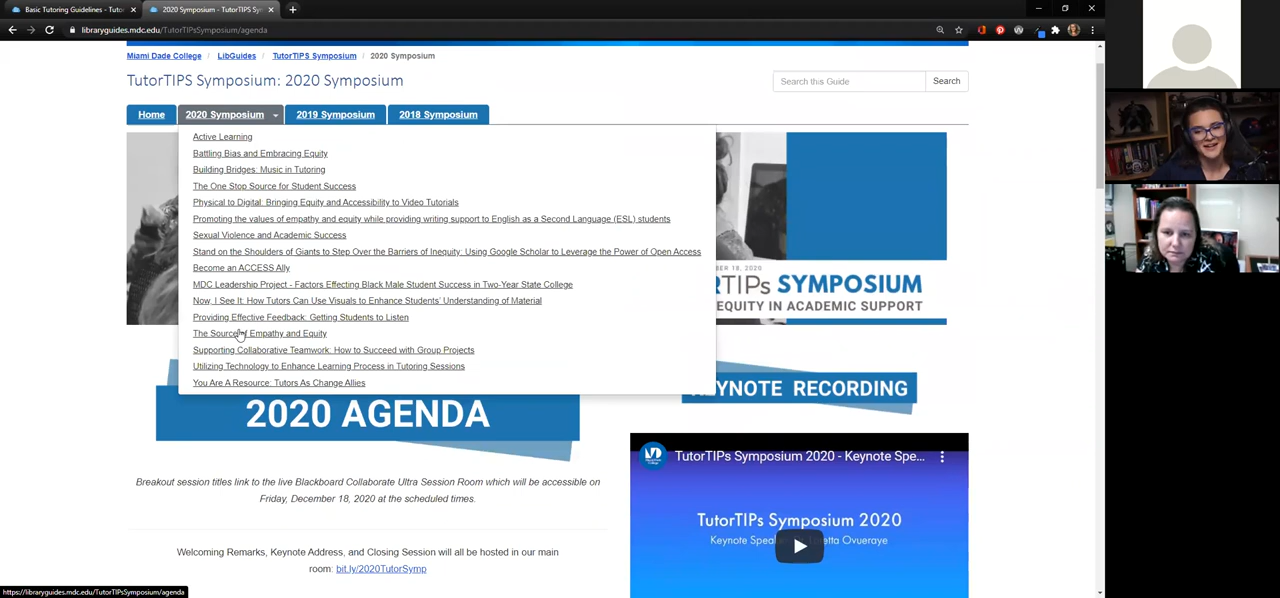 Basic Tutoring Guidelines - Tuto
2020 Symposium - TutorTIPS Sym
libraryguides.mdc.edu/TutorTIPsSymposium/agenda
Miami Dade College / LibGuides / TutorTIPS Symposium / 2020 Symposium
TutorTIPS Symposium: 2020 Symposium
Search this Guide
Search
Home
2020 Symposium
2019 Symposium
2018 Symposium
Active Learning
Battling Bias and Embracing Equity
Building Bridges: Music in Tutoring
The One Stop Source for Student Success
Physical to Digital: Bringing Equity and Accessibility to Video Tutorials
Promoting the values of empathy and equity while providing writing support to English as a Second Language (ESL) students
Sexual Violence and Academic Success
Stand on the Shoulders of Giants to Step Over the Barriers of Inequity: Using Google Scholar to Leverage the Power of Open Access
Become an ACCESS Ally
MDC Leadership Project - Factors Effecting Black Male Student Success in Two-Year State College
Now, I See It: How Tutors Can Use Visuals to Enhance Students' Understanding of Material
Providing Effective Feedback: Getting Students to Listen
The Source Empathy and Equity
Supporting Collaborative Teamwork: How to Succeed with Group Projects
Utilizing Technology to Enhance Learning Process in Tutoring Sessions
You Are A Resource: Tutors As Change Allies
18, 2020
TIPs SYMPOSIUM
EQUITY IN ACADEMIC SUPPORT
2020 AGENDA
KEYNOTE RECORDING
Breakout session titles link to the live Blackboard Collaborate Ultra Session Room which will be accessible on
Friday, December 18, 2020 at the scheduled times.
Welcoming Remarks, Keynote Address, and Closing Session will all be hosted in our main
room: bit.ly/2020TutorSymp
TutorTIPs Symposium 2020 - Keynote Spe...
TutorTIPs Symposium 2020
Keynote Speaker Ovueraye
https://libraryguides.mdc.edu/TutorTIPsSymposium/agenda